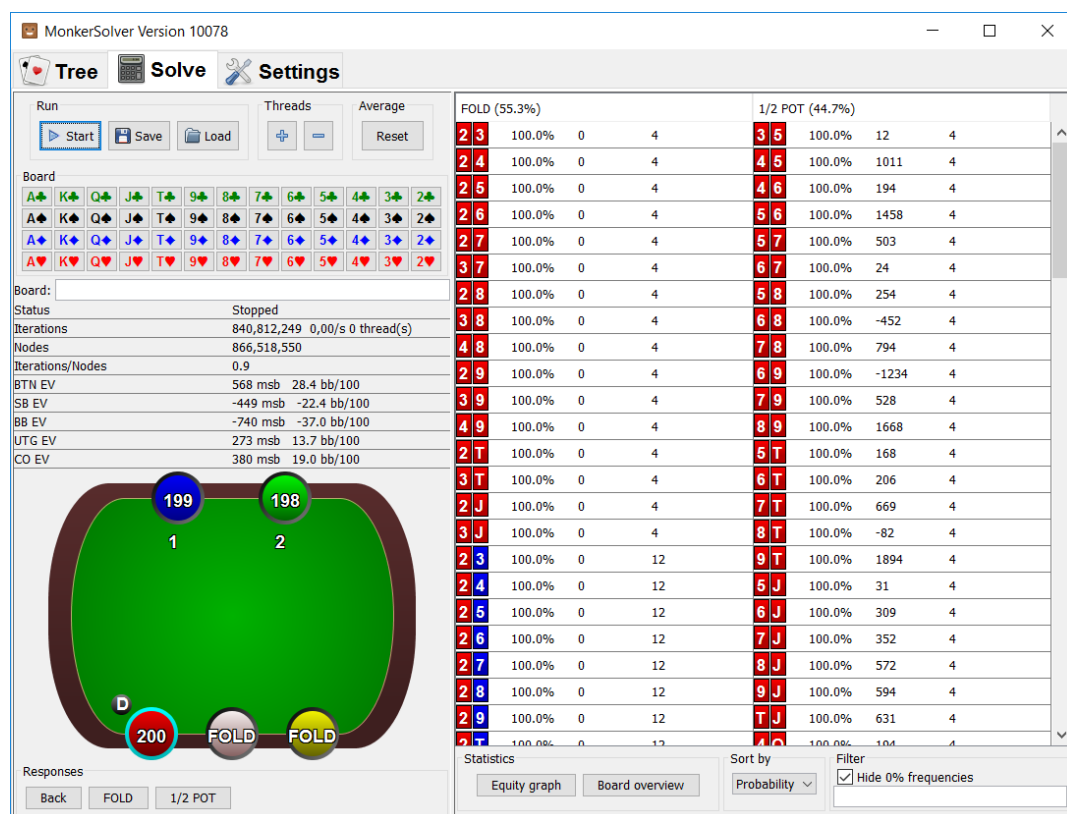 MonkerSolver Version 10078
Tree Solve Settings
Run Threads Average
Start Save Load Reset
Board
A♣ K♣ Q♣ J♣ T♣ 9♣ 8♣ 7♣ 6♣ 5♣ 4♣ 3♣ 2♣
A♠ K♠ Q♠ J♠ T♠ 9♠ 8♠ 7♠ 6♠ 5♠ 4♠ 3♠ 2♠
A♦ K♦ Q♦ J♦ T♦ 9♦ 8♦ 7♦ 6♦ 5♦ 4♦ 3♦ 2♦
A♥ K♥ Q♥ J♥ T♥ 9♥ 8♥ 7♥ 6♥ 5♥ 4♥ 3♥ 2♥
Board:
Status Stopped
Iterations 840,812,249 0,00/s 0 thread(s)
Nodes 866,518,550
Iterations/Nodes 0.9
BTN EV 568 msb 28.4 bb/100
SB EV -449 msb -22.4 bb/100
BB EV -740 msb -37.0 bb/100
UTG EV 273 msb 13.7 bb/100
CO EV 380 msb 19.0 bb/100
199 198
1 2
D
200 FOLD FOLD
Responses
Back FOLD 1/2 POT
FOLD (55.3%) 1/2 POT (44.7%)
2 3 100.0% 0 4 3 5 100.0% 12 4
2 4 100.0% 0 4 4 5 100.0% 1011 4
2 5 100.0% 0 4 4 6 100.0% 194 4
2 6 100.0% 0 4 5 6 100.0% 1458 4
2 7 100.0% 0 4 5 7 100.0% 503 4
3 7 100.0% 0 4 6 7 100.0% 24 4
2 8 100.0% 0 4 5 8 100.0% 254 4
3 8 100.0% 0 4 6 8 100.0% -452 4
4 8 100.0% 0 4 7 8 100.0% 794 4
2 9 100.0% 0 4 6 9 100.0% -1234 4
3 9 100.0% 0 4 7 9 100.0% 528 4
4 9 100.0% 0 4 8 9 100.0% 1668 4
2 T 100.0% 0 4 5 T 100.0% 168 4
3 T 100.0% 0 4 6 T 100.0% 206 4
2 J 100.0% 0 4 7 T 100.0% 669 4
3 J 100.0% 0 4 8 T 100.0% -82 4
2 3 100.0% 0 12 9 T 100.0% 1894 4
2 4 100.0% 0 12 5 J 100.0% 31 4
2 5 100.0% 0 12 6 J 100.0% 309 4
2 6 100.0% 0 12 7 J 100.0% 352 4
2 7 100.0% 0 12 8 J 100.0% 572 4
2 8 100.0% 0 12 9 J 100.0% 594 4
2 9 100.0% 0 12 T J 100.0% 631 4
2 T 100.0% 0 12 4 Q 100.0% 104 4
Statistics Sort by Filter
Equity graph Board overview Probability Hide 0% frequencies